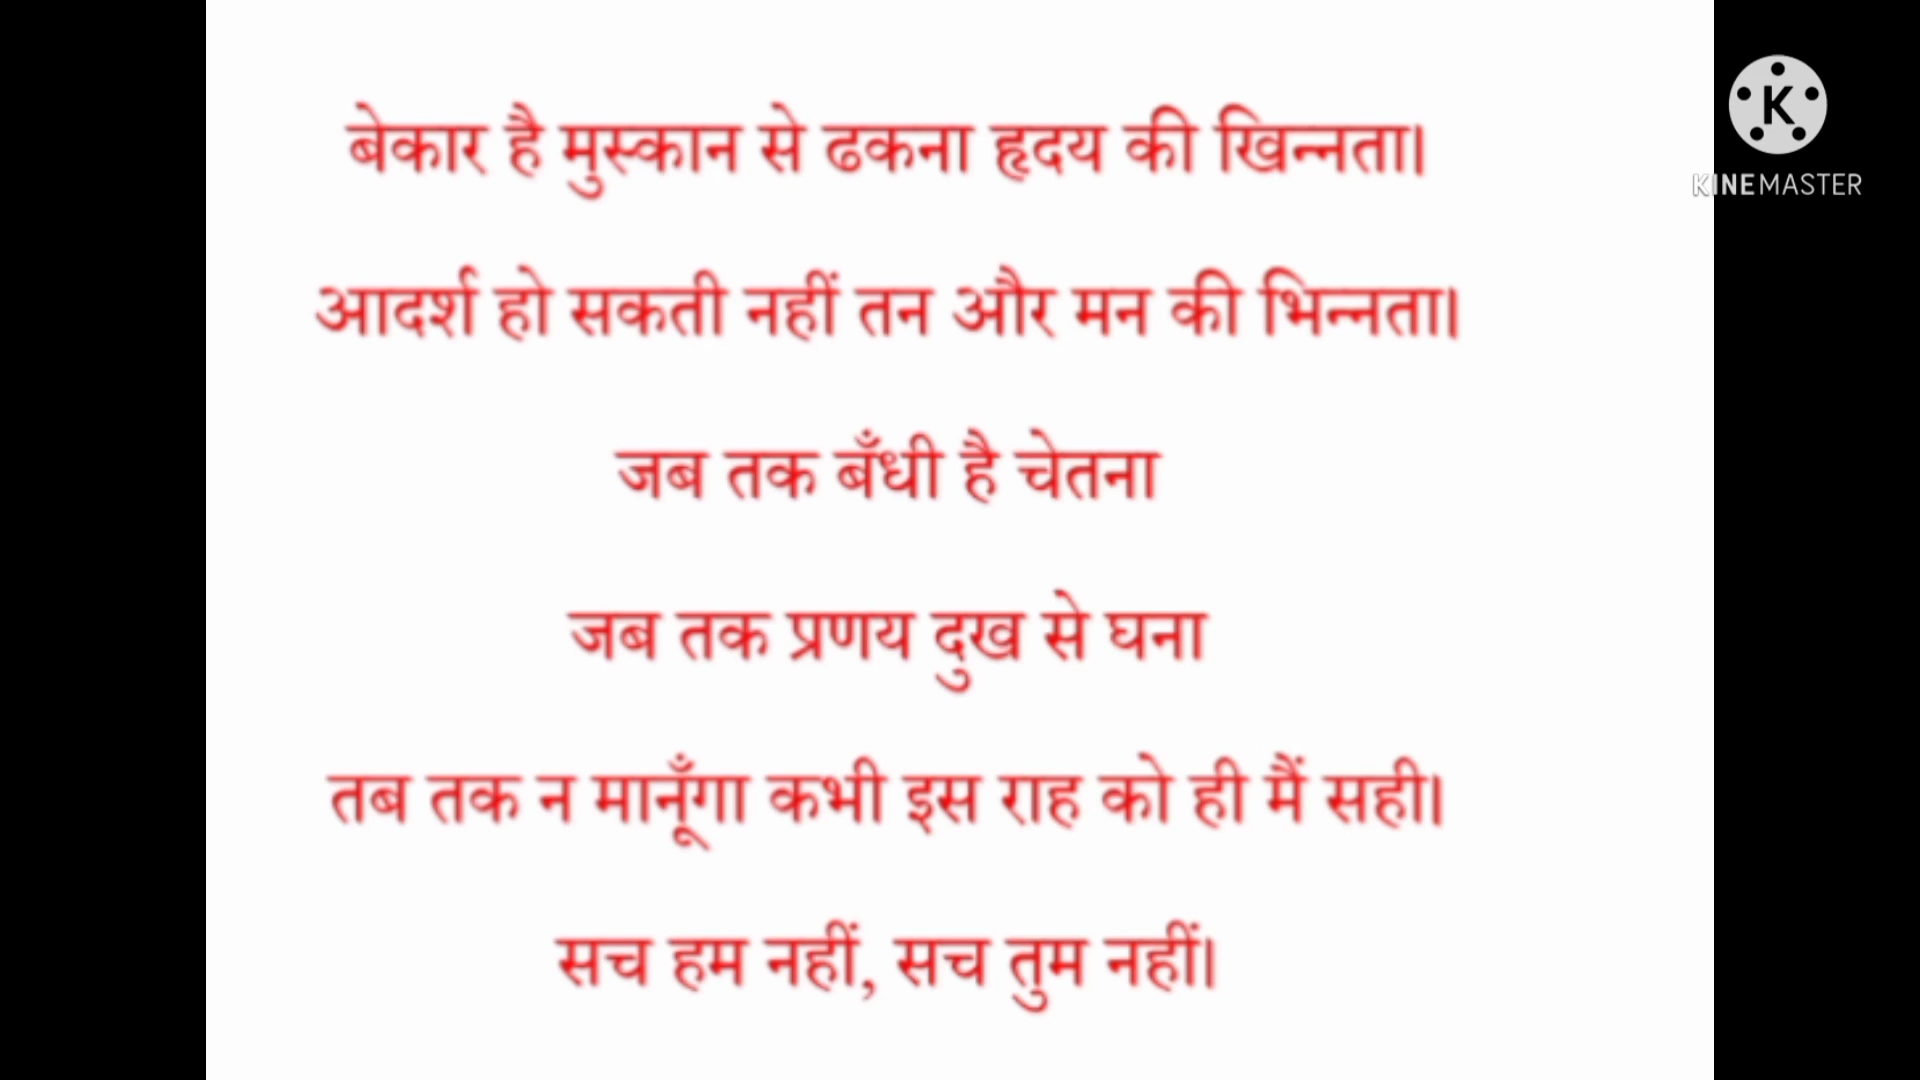 बेकार है मुस्कान से ढकना हृदय की खिन्नता।
आदर्श हो सकती नहीं तन और मन की भिन्नता।
जब तक बँधी है चेतना
जब तक प्रणय दुख से घना
तब तक न मानूँगा कभी इस राह को ही मैं सही।
सच हम नहीं, सच तुम नहीं।
K
KINEMASTER